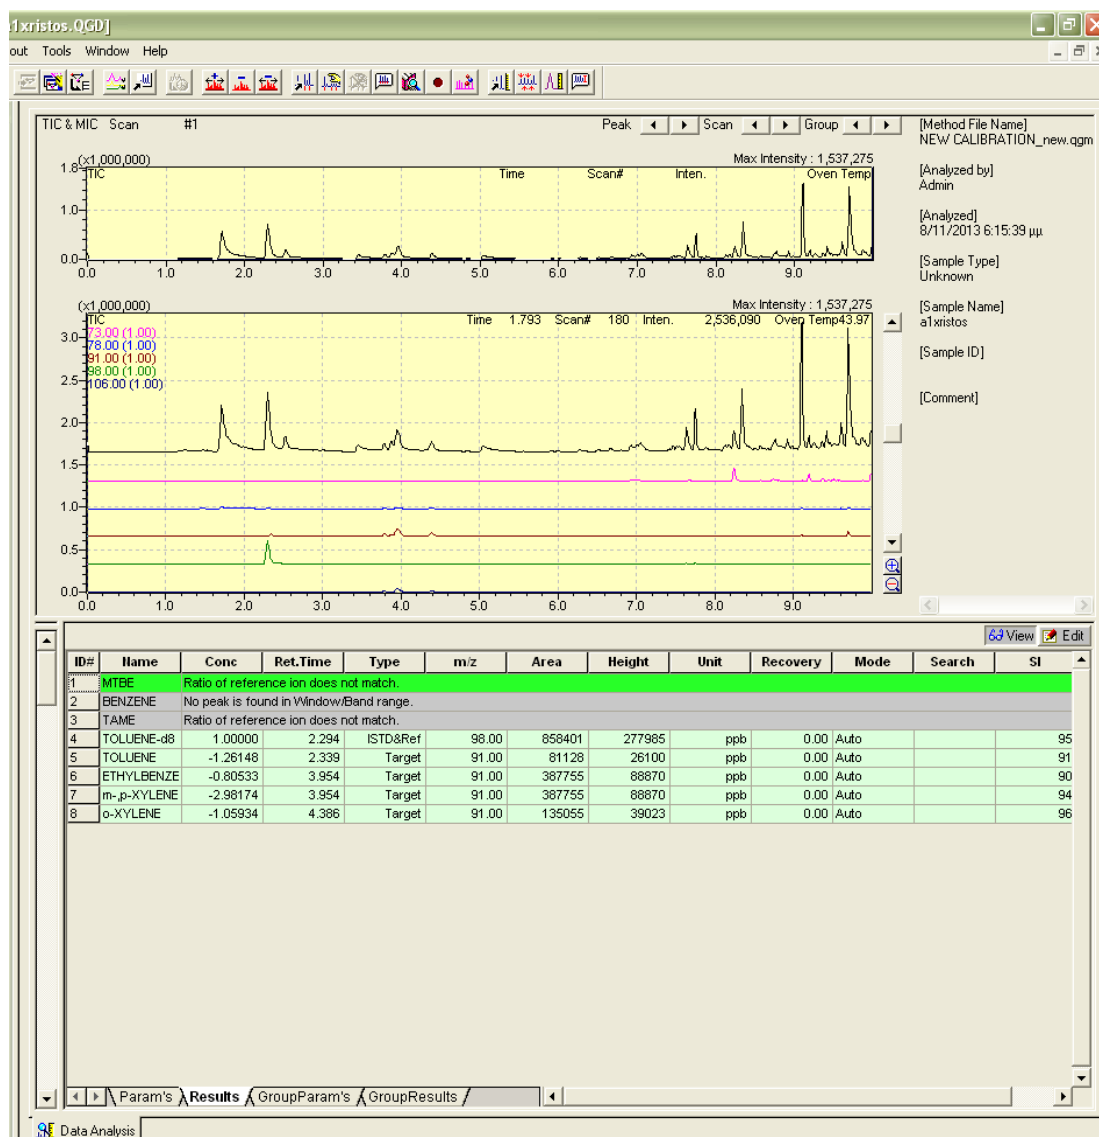 a1xristos.QGD]
out Tools Window Help
TIC & MIC Scan #1 Peak Scan Group
(x1,000,000) Max Intensity : 1,537,275
TIC Time Scan# Inten. Oven Temp
1.8
1.0
0.0
0.0 1.0 2.0 3.0 4.0 5.0 6.0 7.0 8.0 9.0
(x1,000,000) Max Intensity : 1,537,275
TIC Time 1.793 Scan# 180 Inten. 2,536,090 Oven Temp43.97
73.00 (1.00)
78.00 (1.00)
91.00 (1.00)
98.00 (1.00)
106.00 (1.00)
3.0
2.5
2.0
1.5
1.0
0.5
0.0
0.0 1.0 2.0 3.0 4.0 5.0 6.0 7.0 8.0 9.0
[Method File Name]
NEW CALIBRATION_new.qgm
[Analyzed by]
Admin
[Analyzed]
8/11/2013 6:15:39 μμ
[Sample Type]
Unknown
[Sample Name]
a1xristos
[Sample ID]
[Comment]
View Edit
ID# Name Conc Ret.Time Type m/z Area Height Unit Recovery Mode Search SI
1 MTBE Ratio of reference ion does not match.
2 BENZENE No peak is found in Window/Band range.
3 TAME Ratio of reference ion does not match.
4 TOLUENE-d8 1.00000 2.294 ISTD&Ref 98.00 858401 277985 ppb 0.00 Auto 95
5 TOLUENE -1.26148 2.339 Target 91.00 81128 26100 ppb 0.00 Auto 91
6 ETHYLBENZE -0.80533 3.954 Target 91.00 387755 88870 ppb 0.00 Auto 90
7 m-,p-XYLENE -2.98174 3.954 Target 91.00 387755 88870 ppb 0.00 Auto 94
8 o-XYLENE -1.05934 4.386 Target 91.00 135055 39023 ppb 0.00 Auto 96
Param's Results GroupParam's GroupResults
Data Analysis